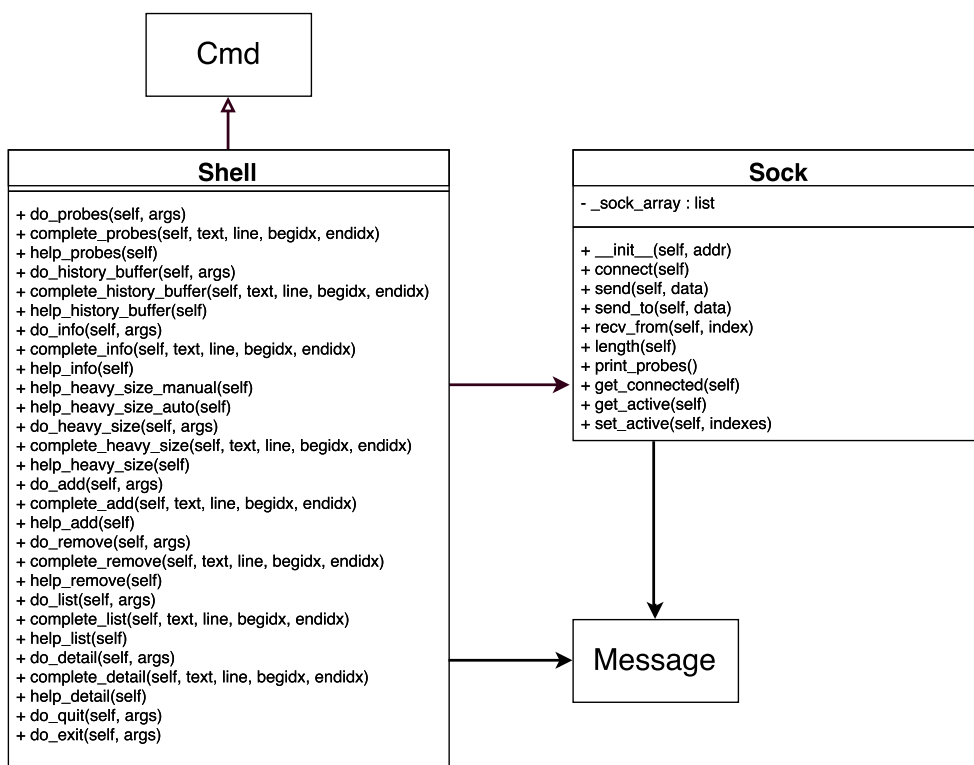 Cmd
Shell
+ do_probes(self, args)
+ complete_probes(self, text, line, begidx, endidx)
+ help_probes(self)
+ do_history_buffer(self, args)
+ complete_history_buffer(self, text, line, begidx, endidx)
+ help_history_buffer(self)
+ do_info(self, args)
+ complete_info(self, text, line, begidx, endidx)
+ help_info(self)
+ help_heavy_size_manual(self)
+ help_heavy_size_auto(self)
+ do_heavy_size(self, args)
+ complete_heavy_size(self, text, line, begidx, endidx)
+ help_heavy_size(self)
+ do_add(self, args)
+ complete_add(self, text, line, begidx, endidx)
+ help_add(self)
+ do_remove(self, args)
+ complete_remove(self, text, line, begidx, endidx)
+ help_remove(self)
+ do_list(self, args)
+ complete_list(self, text, line, begidx, endidx)
+ help_list(self)
+ do_detail(self, args)
+ complete_detail(self, text, line, begidx, endidx)
+ help_detail(self)
+ do_quit(self, args)
+ do_exit(self, args)
Sock
- _sock_array : list
+ __init__(self, addr)
+ connect(self)
+ send(self, data)
+ send_to(self, data)
+ recv_from(self, index)
+ length(self)
+ print_probes()
+ get_connected(self)
+ get_active(self)
+ set_active(self, indexes)
Message